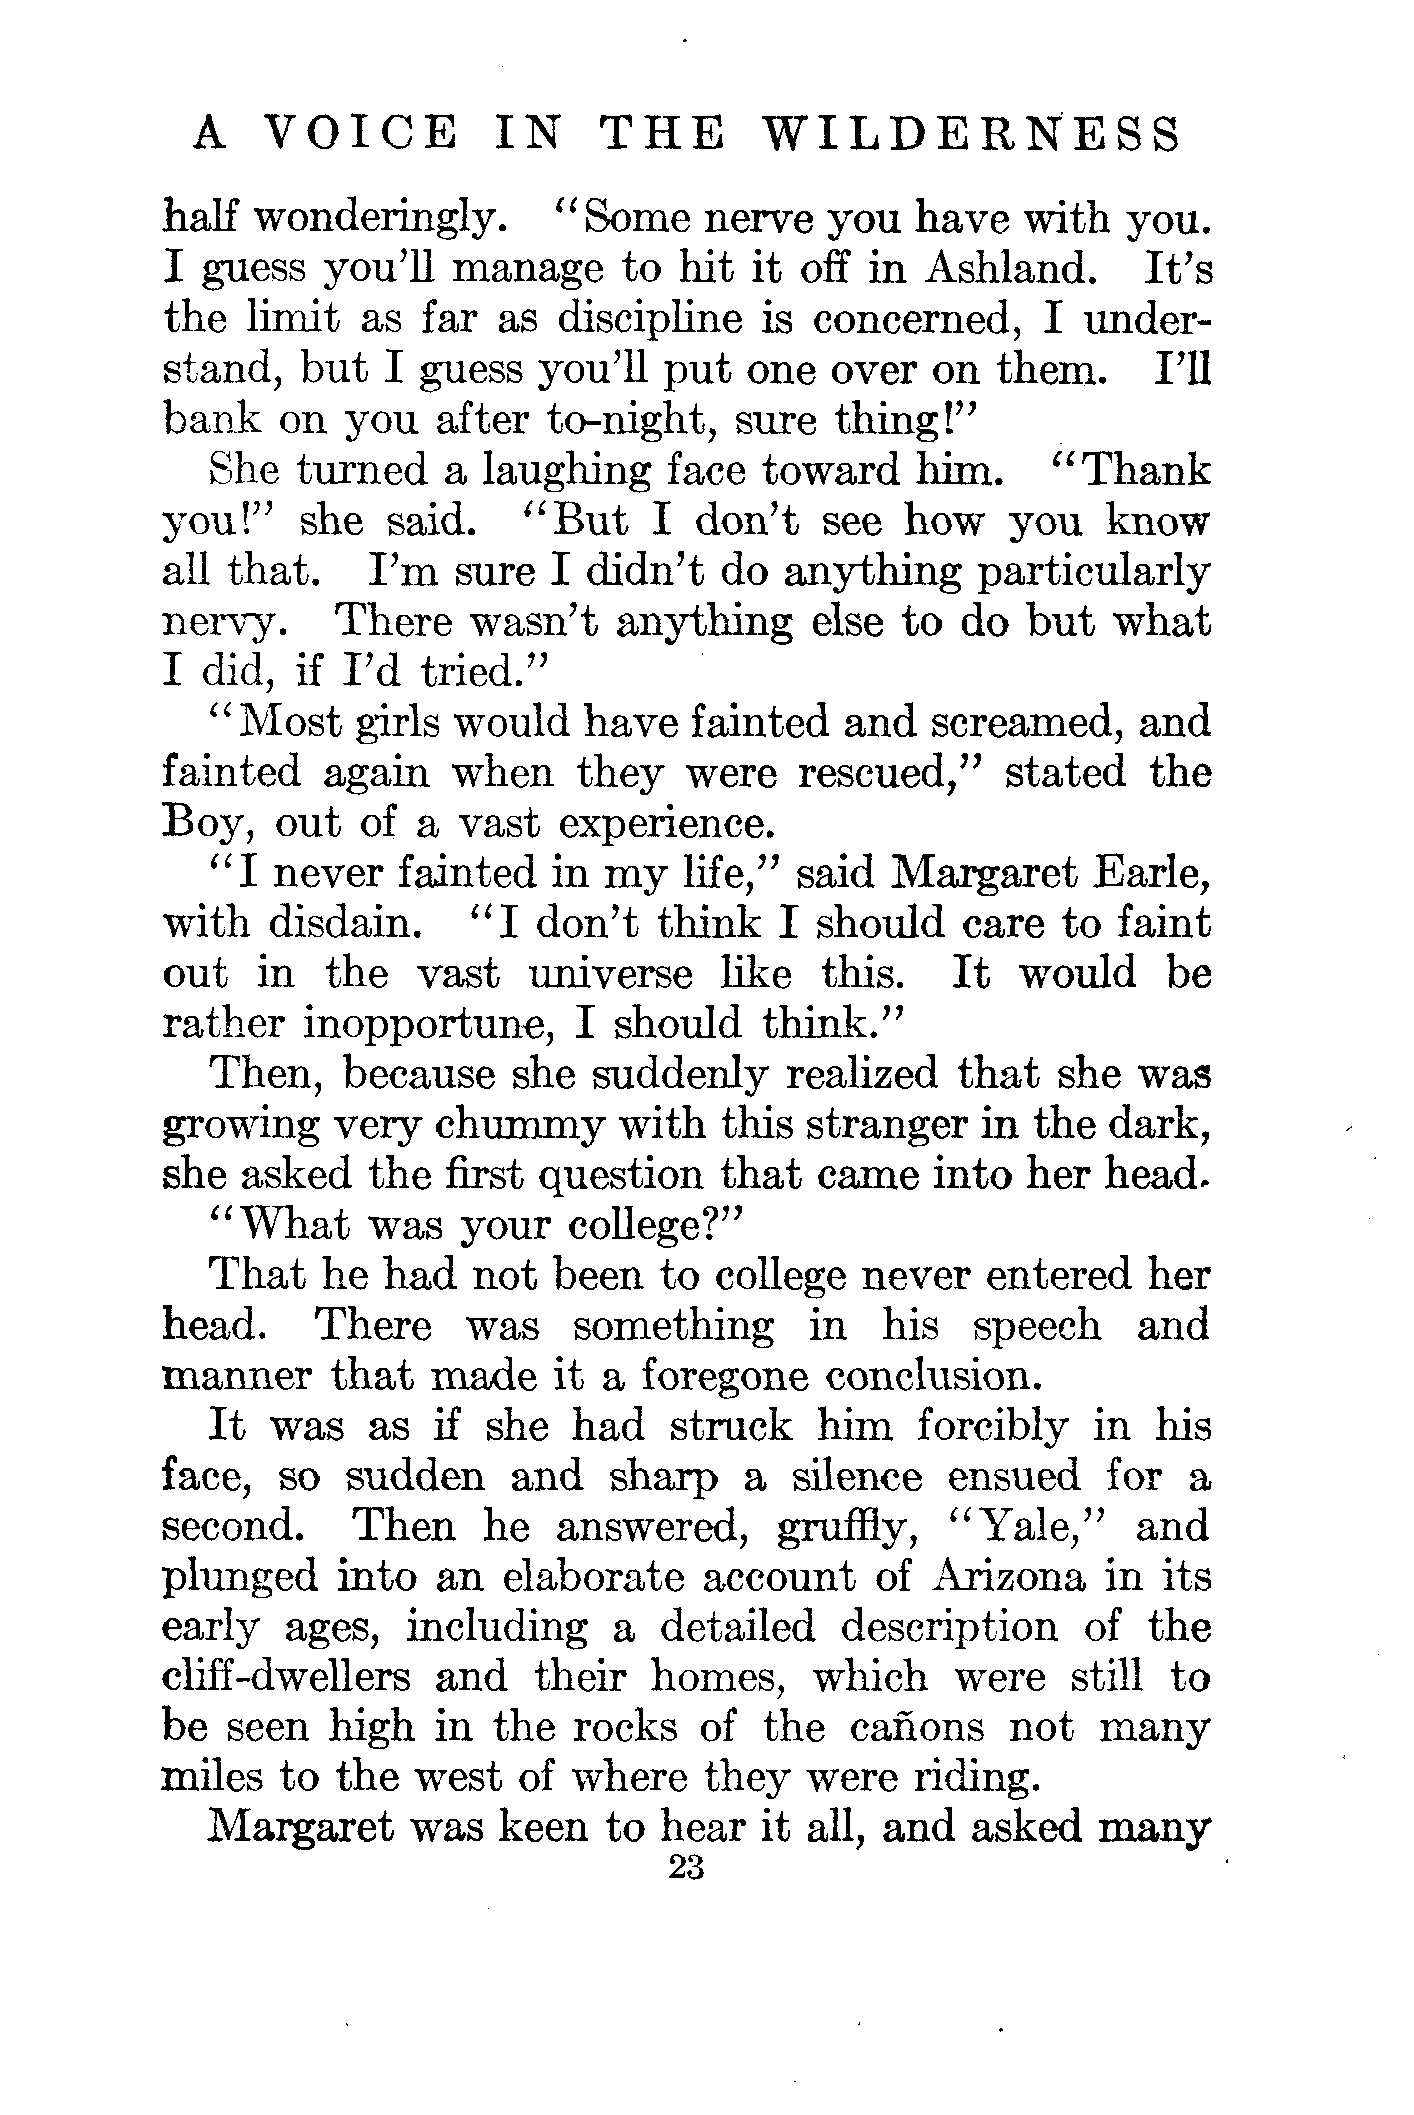 A VOICE IN THE WILDERNESS
half wonderingly. “Some nerve you have with you.
I guess you’ll manage to hit it off in Ashland. It’s
the limit as far as discipline is concerned, I under-
stand, but I guess you’ll put one over on them. I’ll
bank on you after to-night, sure thing!”
She turned a laughing face toward him. “Thank
you!” she said. “But I don’t see how you know
all that. I’m sure I didn’t do anything particularly
nervy. There wasn’t anything else to do but what
I did, if I’d tried.”
“Most girls would have fainted and screamed, and
fainted again when they were rescued,” stated the
Boy, out of a vast experience.
“I never fainted in my life,” said Margaret Earle,
with disdain. “I don’t think I should care to faint
out in the vast universe like this. It would be
rather inopportune, I should think.”
Then, because she suddenly realized that she was
growing very chummy with this stranger in the dark,
she asked the first question that came into her head.
“What was your college?”
That he had not been to college never entered her
head. There was something in his speech and
manner that made it a foregone conclusion.
It was as if she had struck him forcibly in his
face, so sudden and sharp a silence ensued for a
second. Then he answered, gruffly, “Yale,” and
plunged into an elaborate account of Arizona in its
early ages, including a detailed description of the
cliff-dwellers and their homes, which were still to
be seen high in the rocks of the cañons not many
miles to the west of where they were riding.
Margaret was keen to hear it all, and asked many
23